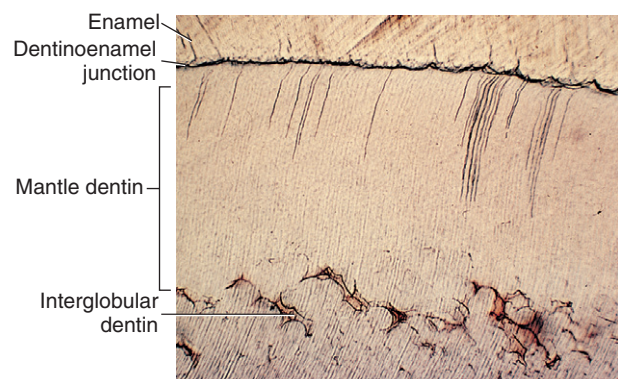 Enamel
Dentinoenamel
junction
Mantle dentin
Interglobular
dentin